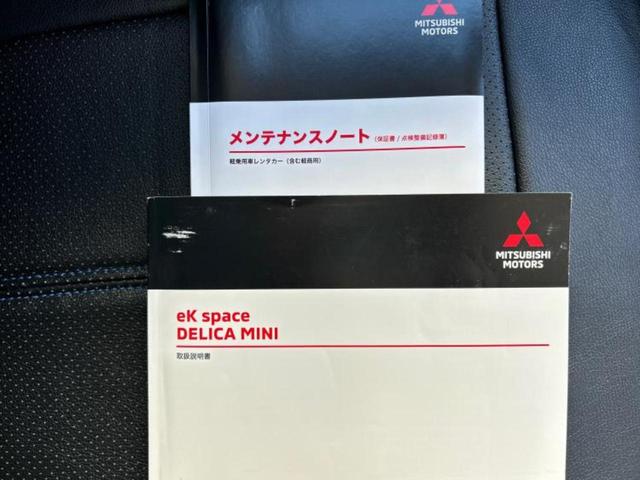 MITSUBISHI
MOTORS
メンテナンスノート（保証書 / 点検整備記録簿）
軽乗用車レンタカー（含む軽商用）
MITSUBISHI
MOTORS
eK space
DELICA MINI
取扱説明書